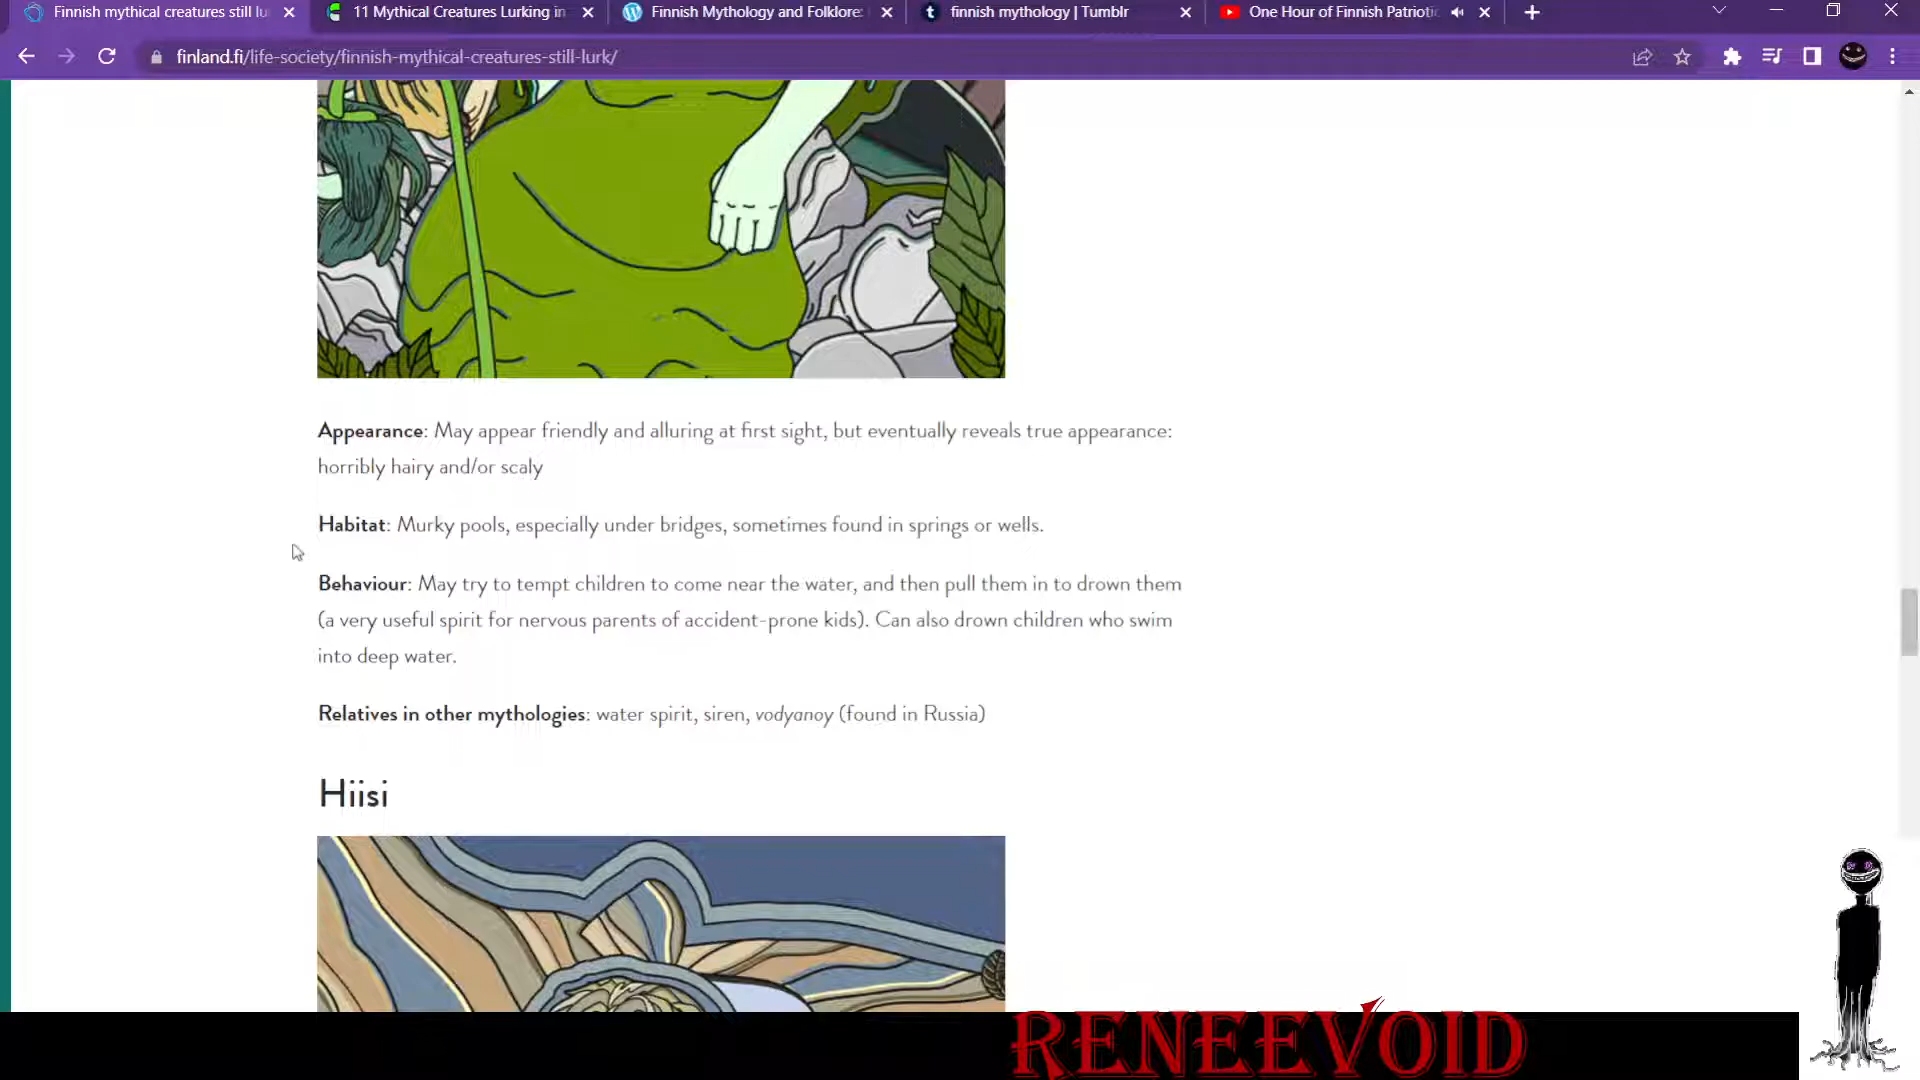 Finnish mythical creatures still lu
11 Mythical Creatures Lurking in
Finnish Mythology and Folklore:
finnish mythology | Tumblr
One Hour of Finnish Patriotic
finland.fi/life-society/finnish-mythical-creatures-still-lurk/
Appearance: May appear friendly and alluring at first sight, but eventually reveals true appearance:
horribly hairy and/or scaly
Habitat: Murky pools, especially under bridges, sometimes found in springs or wells.
Behaviour: May try to tempt children to come near the water, and then pull them in to drown them
(a very useful spirit for nervous parents of accident-prone kids). Can also drown children who swim
into deep water.
Relatives in other mythologies: water spirit, siren, vodyanoy (found in Russia)
Hiisi
RENEEVOID